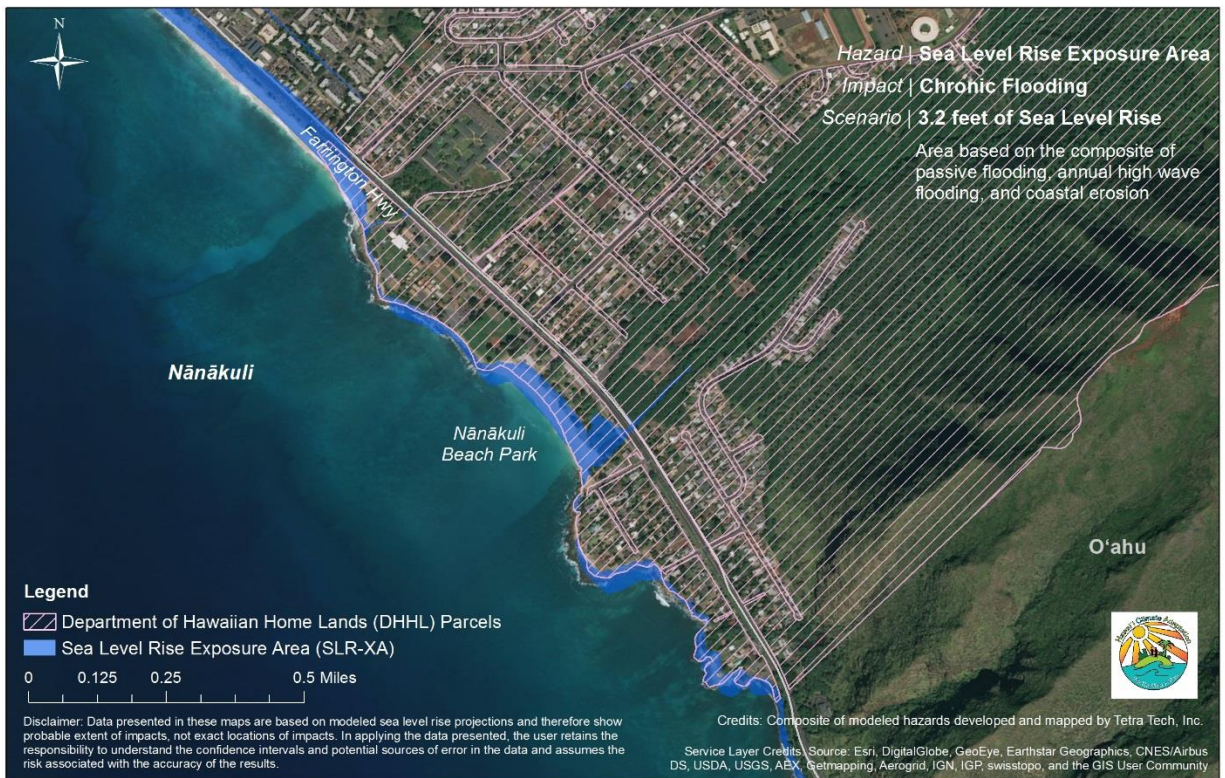 N
Hazard | Sea Level Rise Exposure Area
Impact | Chronic Flooding
Scenario | 3.2 feet of Sea Level Rise
Area based on the composite of
passive flooding, annual high wave
flooding, and coastal erosion
Farrington Hwy
Nānākuli
Nānākuli
Beach Park
Oʻahu
Legend
Department of Hawaiian Home Lands (DHHL) Parcels
Sea Level Rise Exposure Area (SLR-XA)
0 0.125 0.25 0.5 Miles
Disclaimer: Data presented in these maps are based on modeled sea level rise projections and therefore show
probable extent of impacts, not exact locations of impacts. In applying the data presented, the user retains the
responsibility to understand the confidence intervals and potential sources of error in the data and assumes the
risk associated with the accuracy of the results.
Hawaiʻi Climate Adaptation
Credits: Composite of modeled hazards developed and mapped by Tetra Tech, Inc.
Service Layer Credits: Source: Esri, DigitalGlobe, GeoEye, Earthstar Geographics, CNES/Airbus
DS, USDA, USGS, AEX, Getmapping, Aerogrid, IGN, IGP, swisstopo, and the GIS User Community